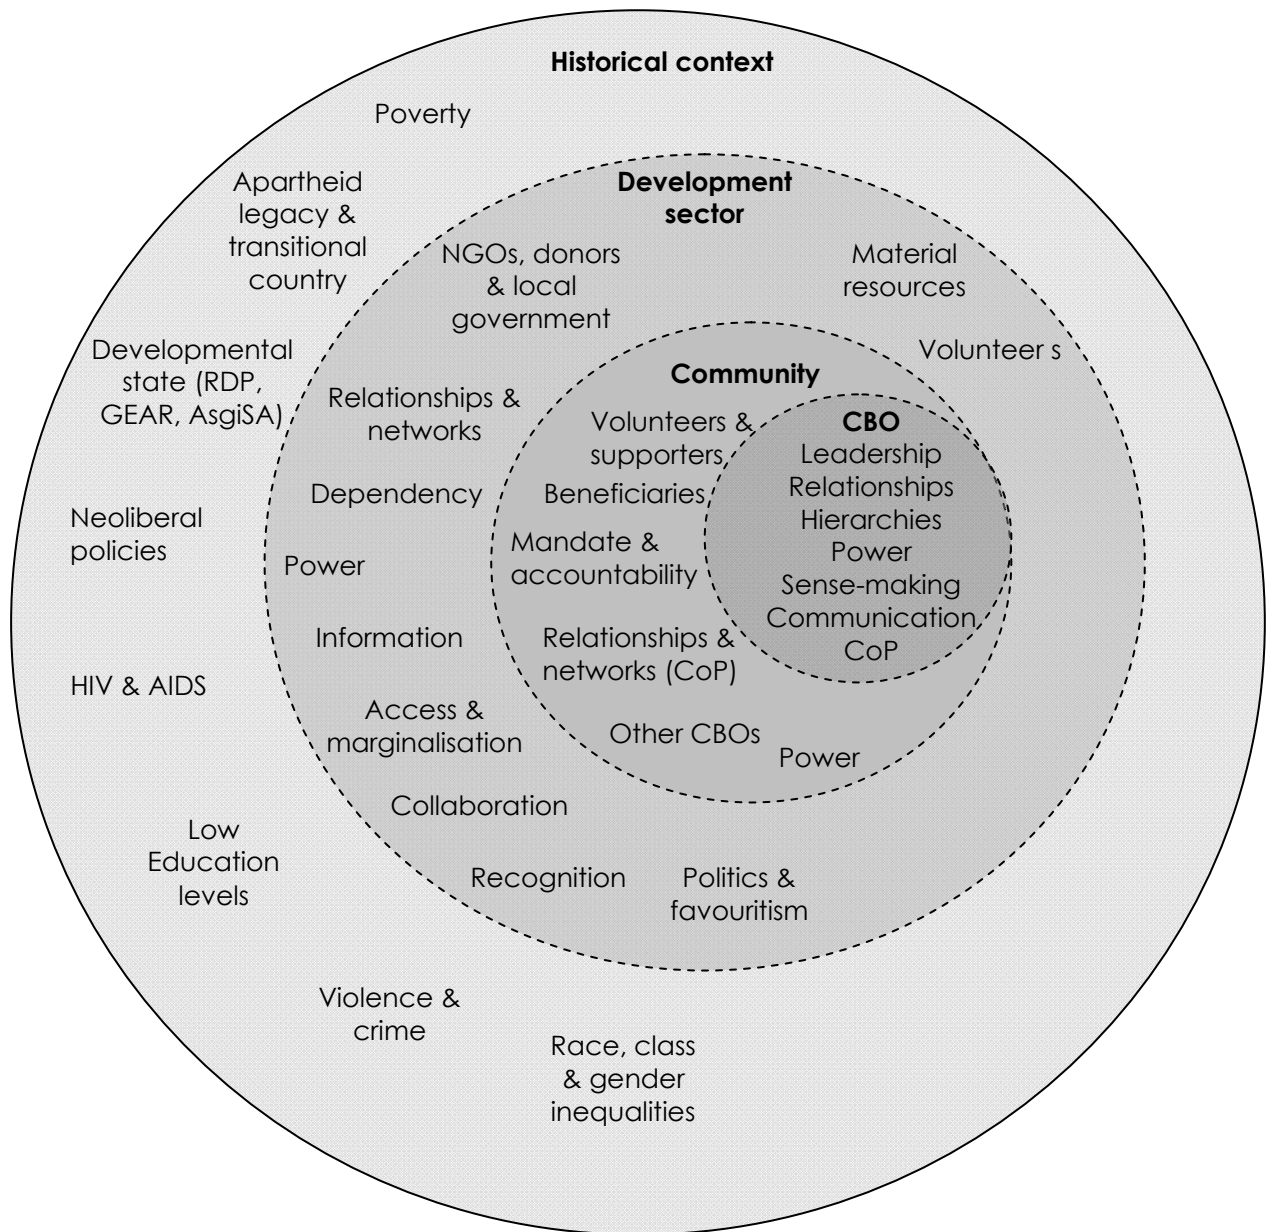 Historical context
Poverty
Apartheid
legacy &
transitional
country
Developmental
state (RDP,
GEAR, AsgiSA)
Neoliberal
policies
HIV & AIDS
Low
Education
levels
Violence &
crime
Race, class
& gender
inequalities
Development
sector
NGOs, donors
& local
government
Material
resources
Volunteer s
Relationships &
networks
Dependency
Power
Information
Access &
marginalisation
Collaboration
Recognition
Politics &
favouritism
Community
Volunteers &
supporters
Beneficiaries
Mandate &
accountability
Relationships &
networks (CoP)
Other CBOs
Power
CBO
Leadership
Relationships
Hierarchies
Power
Sense-making
Communication
CoP